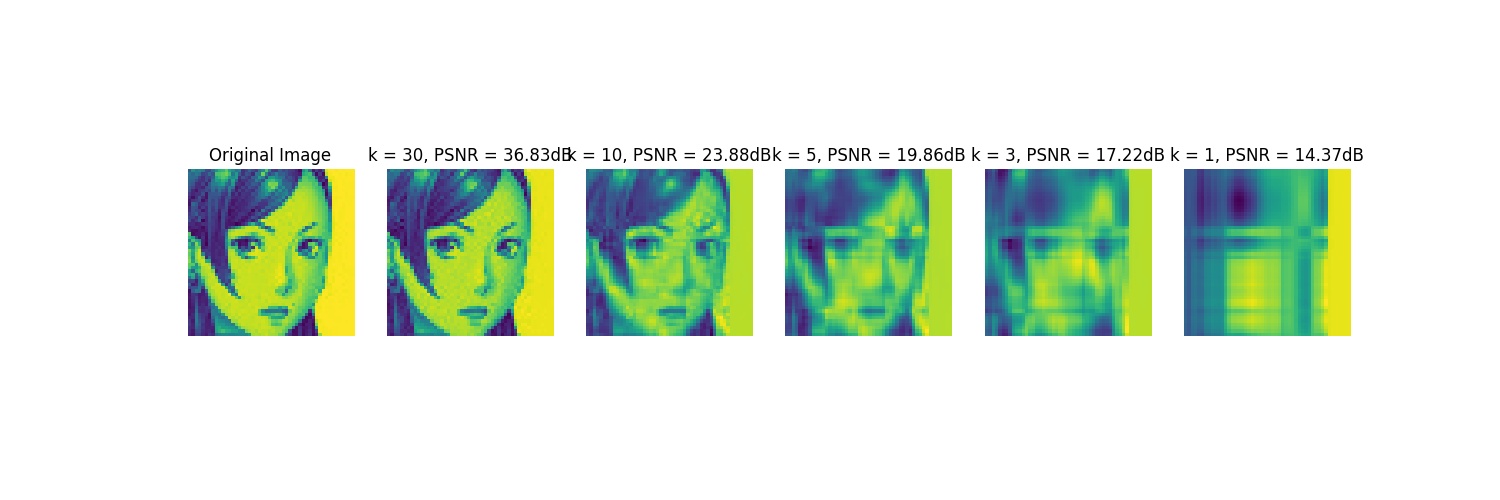 Original Image
k = 30, PSNR = 36.83dB
k = 10, PSNR = 23.88dB
k = 5, PSNR = 19.86dB
k = 3, PSNR = 17.22dB
k = 1, PSNR = 14.37dB